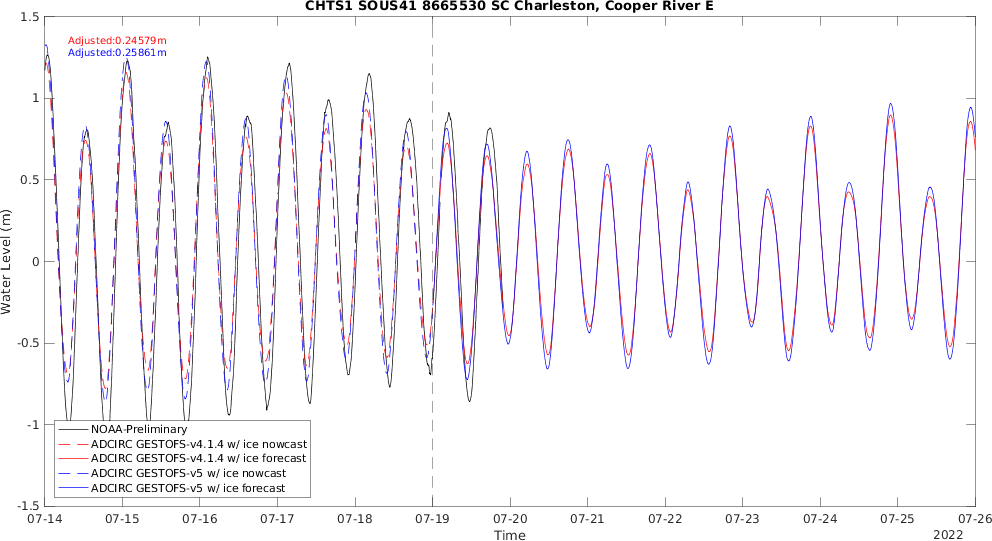 CHTS1 SOUS41 8665530 SC Charleston, Cooper River E
Adjusted:0.24579m
Adjusted:0.25861m
1.5
1
0.5
0
-0.5
-1
-1.5
Water Level (m)
NOAA-Preliminary
ADCIRC GESTOFS-v4.1.4 w/ ice nowcast
ADCIRC GESTOFS-v4.1.4 w/ ice forecast
ADCIRC GESTOFS-v5 w/ ice nowcast
ADCIRC GESTOFS-v5 w/ ice forecast
07-14 07-15 07-16 07-17 07-18 07-19 07-20 07-21 07-22 07-23 07-24 07-25 07-26
Time
2022